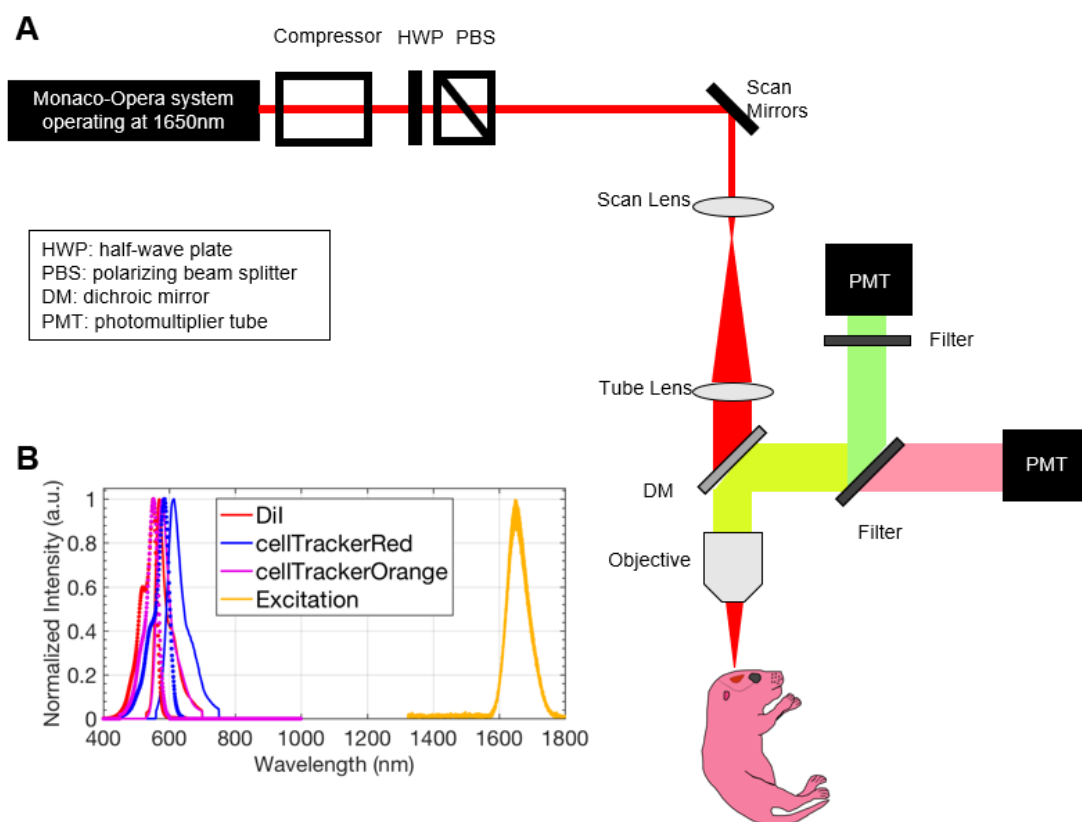 A
Compressor
HWP
PBS
Monaco-Opera system
operating at 1650nm
Scan
Mirrors
Scan Lens
HWP: half-wave plate
PBS: polarizing beam splitter
DM: dichroic mirror
PMT: photomultiplier tube
PMT
Filter
Tube Lens
PMT
DM
Filter
Objective
B
Normalized Intensity (a.u.)
1
0.8
0.6
0.4
0.2
0
DiI
cellTrackerRed
cellTrackerOrange
Excitation
400
600
800
1000
1200
1400
1600
1800
Wavelength (nm)